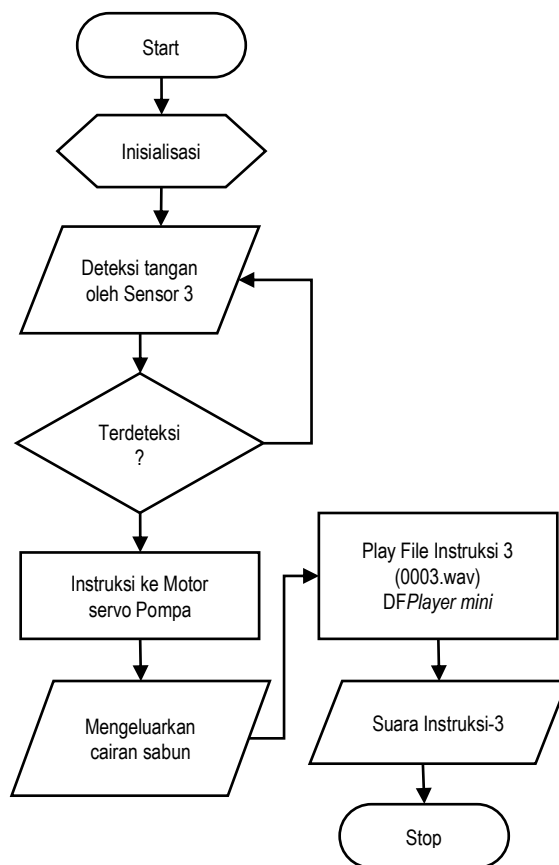 Start
Inisialisasi
Deteksi tangan
oleh Sensor 3
Terdeteksi
?
Instruksi ke Motor
servo Pompa
Mengeluarkan
cairan sabun
Play File Instruksi 3
(0003.wav)
DFPlayer mini
Suara Instruksi-3
Stop